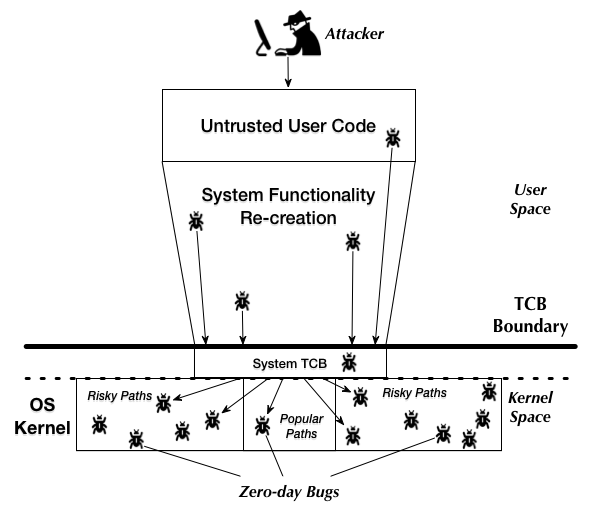 Attacker
Untrusted User Code
System Functionality
Re-creation
User
Space
TCB
Boundary
System TCB
OS
Kernel
Risky Paths
Popular
Paths
Risky Paths
Kernel
Space
Zero-day Bugs